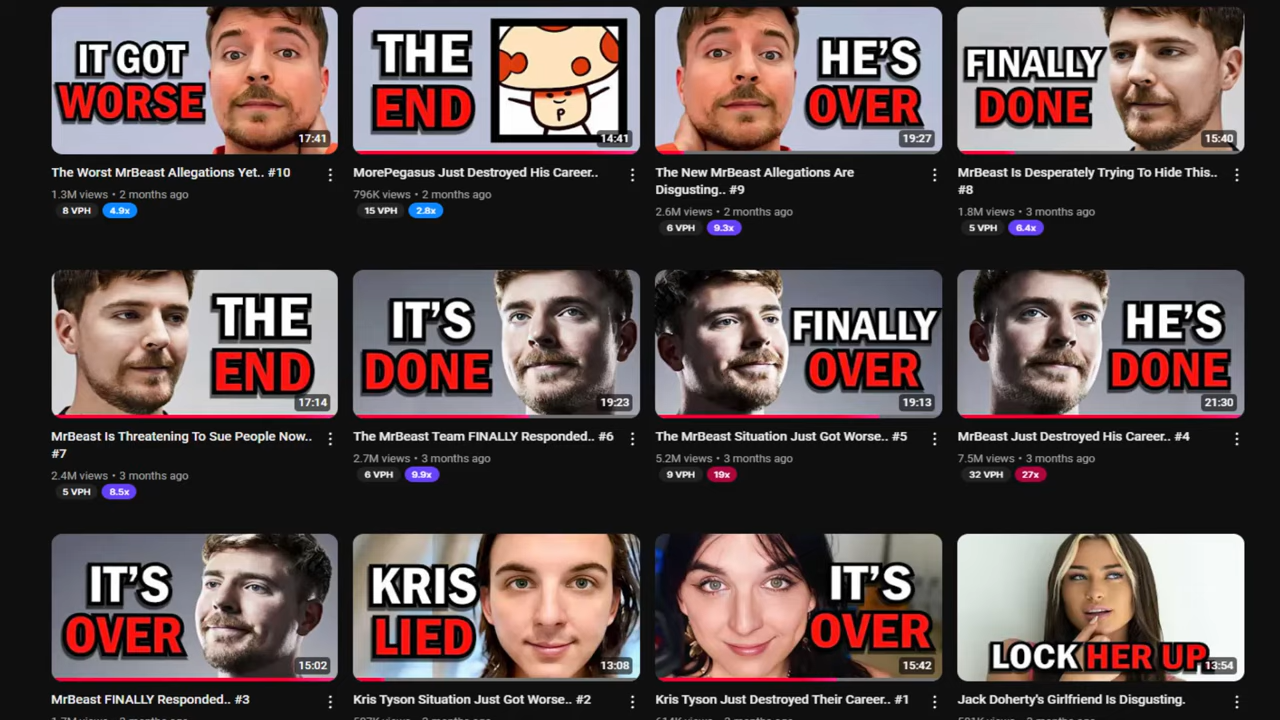 IT GOT
WORSE
17:41
The Worst MrBeast Allegations Yet.. #10
1.3M views • 2 months ago
8 VPH 4.9x
THE
END
P
14:41
MorePegasus Just Destroyed His Career..
796K views • 2 months ago
15 VPH 2.8x
HE'S
OVER
19:27
The New MrBeast Allegations Are
Disgusting.. #9
2.6M views • 2 months ago
6 VPH 9.3x
FINALLY
DONE
15:40
MrBeast Is Desperately Trying To Hide This..
#8
1.8M views • 3 months ago
5 VPH 6.4x
THE
END
17:14
MrBeast Is Threatening To Sue People Now..
#7
2.4M views • 3 months ago
5 VPH 8.5x
IT'S
DONE
19:23
The MrBeast Team FINALLY Responded.. #6
2.7M views • 3 months ago
6 VPH 9.9x
FINALLY
OVER
19:13
The MrBeast Situation Just Got Worse.. #5
5.2M views • 3 months ago
9 VPH 19x
HE'S
DONE
21:30
MrBeast Just Destroyed His Career.. #4
7.5M views • 3 months ago
32 VPH 27x
IT'S
OVER
15:02
MrBeast FINALLY Responded.. #3
KRIS
LIED
13:08
Kris Tyson Situation Just Got Worse.. #2
IT'S
OVER
15:42
Kris Tyson Just Destroyed Their Career.. #1
LOCK HER UP
13:54
Jack Doherty's Girlfriend Is Disgusting.